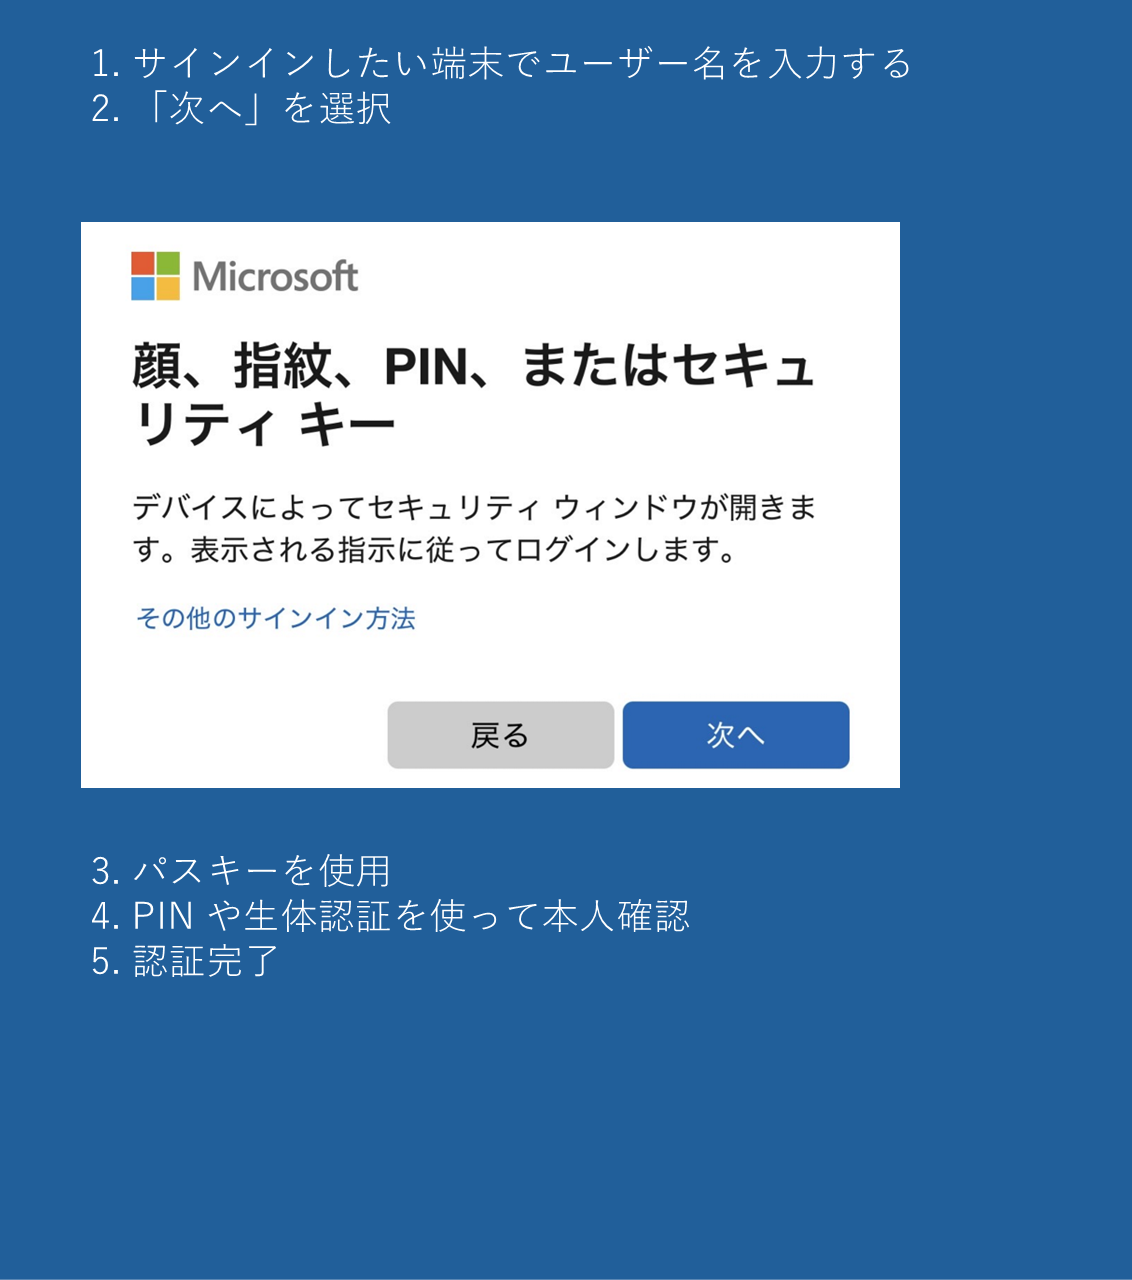 1. サインインしたい端末でユーザー名を入力する
2. 「次へ」を選択
Microsoft
顔、指紋、PIN、またはセキュ
リティ キー
デバイスによってセキュリティ ウィンドウが開きま
す。表示される指示に従ってログインします。
その他のサインイン方法
戻る 次へ
3. パスキーを使用
4. PIN や生体認証を使って本人確認
5. 認証完了